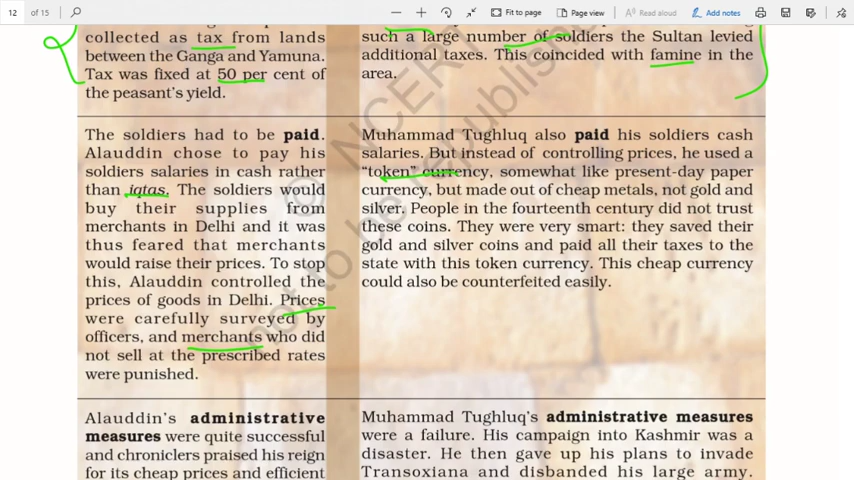 12 of 15
Fit to page
Page view
Read aloud
Add notes
collected as tax from lands
between the Ganga and Yamuna.
Tax was fixed at 50 per cent of
the peasant's yield.
such a large number of soldiers the Sultan levied
additional taxes. This coincided with famine in the
area.
The soldiers had to be paid.
Alauddin chose to pay his
soldiers salaries in cash rather
than iqtas. The soldiers would
buy their supplies from
merchants in Delhi and it was
thus feared that merchants
would raise their prices. To stop
this, Alauddin controlled the
prices of goods in Delhi. Prices
were carefully surveyed by
officers, and merchants who did
not sell at the prescribed rates
were punished.
Muhammad Tughluq also paid his soldiers cash
salaries. But instead of controlling prices, he used a
“token” currency, somewhat like present-day paper
currency, but made out of cheap metals, not gold and
silver. People in the fourteenth century did not trust
these coins. They were very smart: they saved their
gold and silver coins and paid all their taxes to the
state with this token currency. This cheap currency
could also be counterfeited easily.
Alauddin's administrative
measures were quite successful
and chroniclers praised his reign
for its cheap prices and efficient
Muhammad Tughluq's administrative measures
were a failure. His campaign into Kashmir was a
disaster. He then gave up his plans to invade
Transoxiana and disbanded his large army.
© NCERT
not to be republish